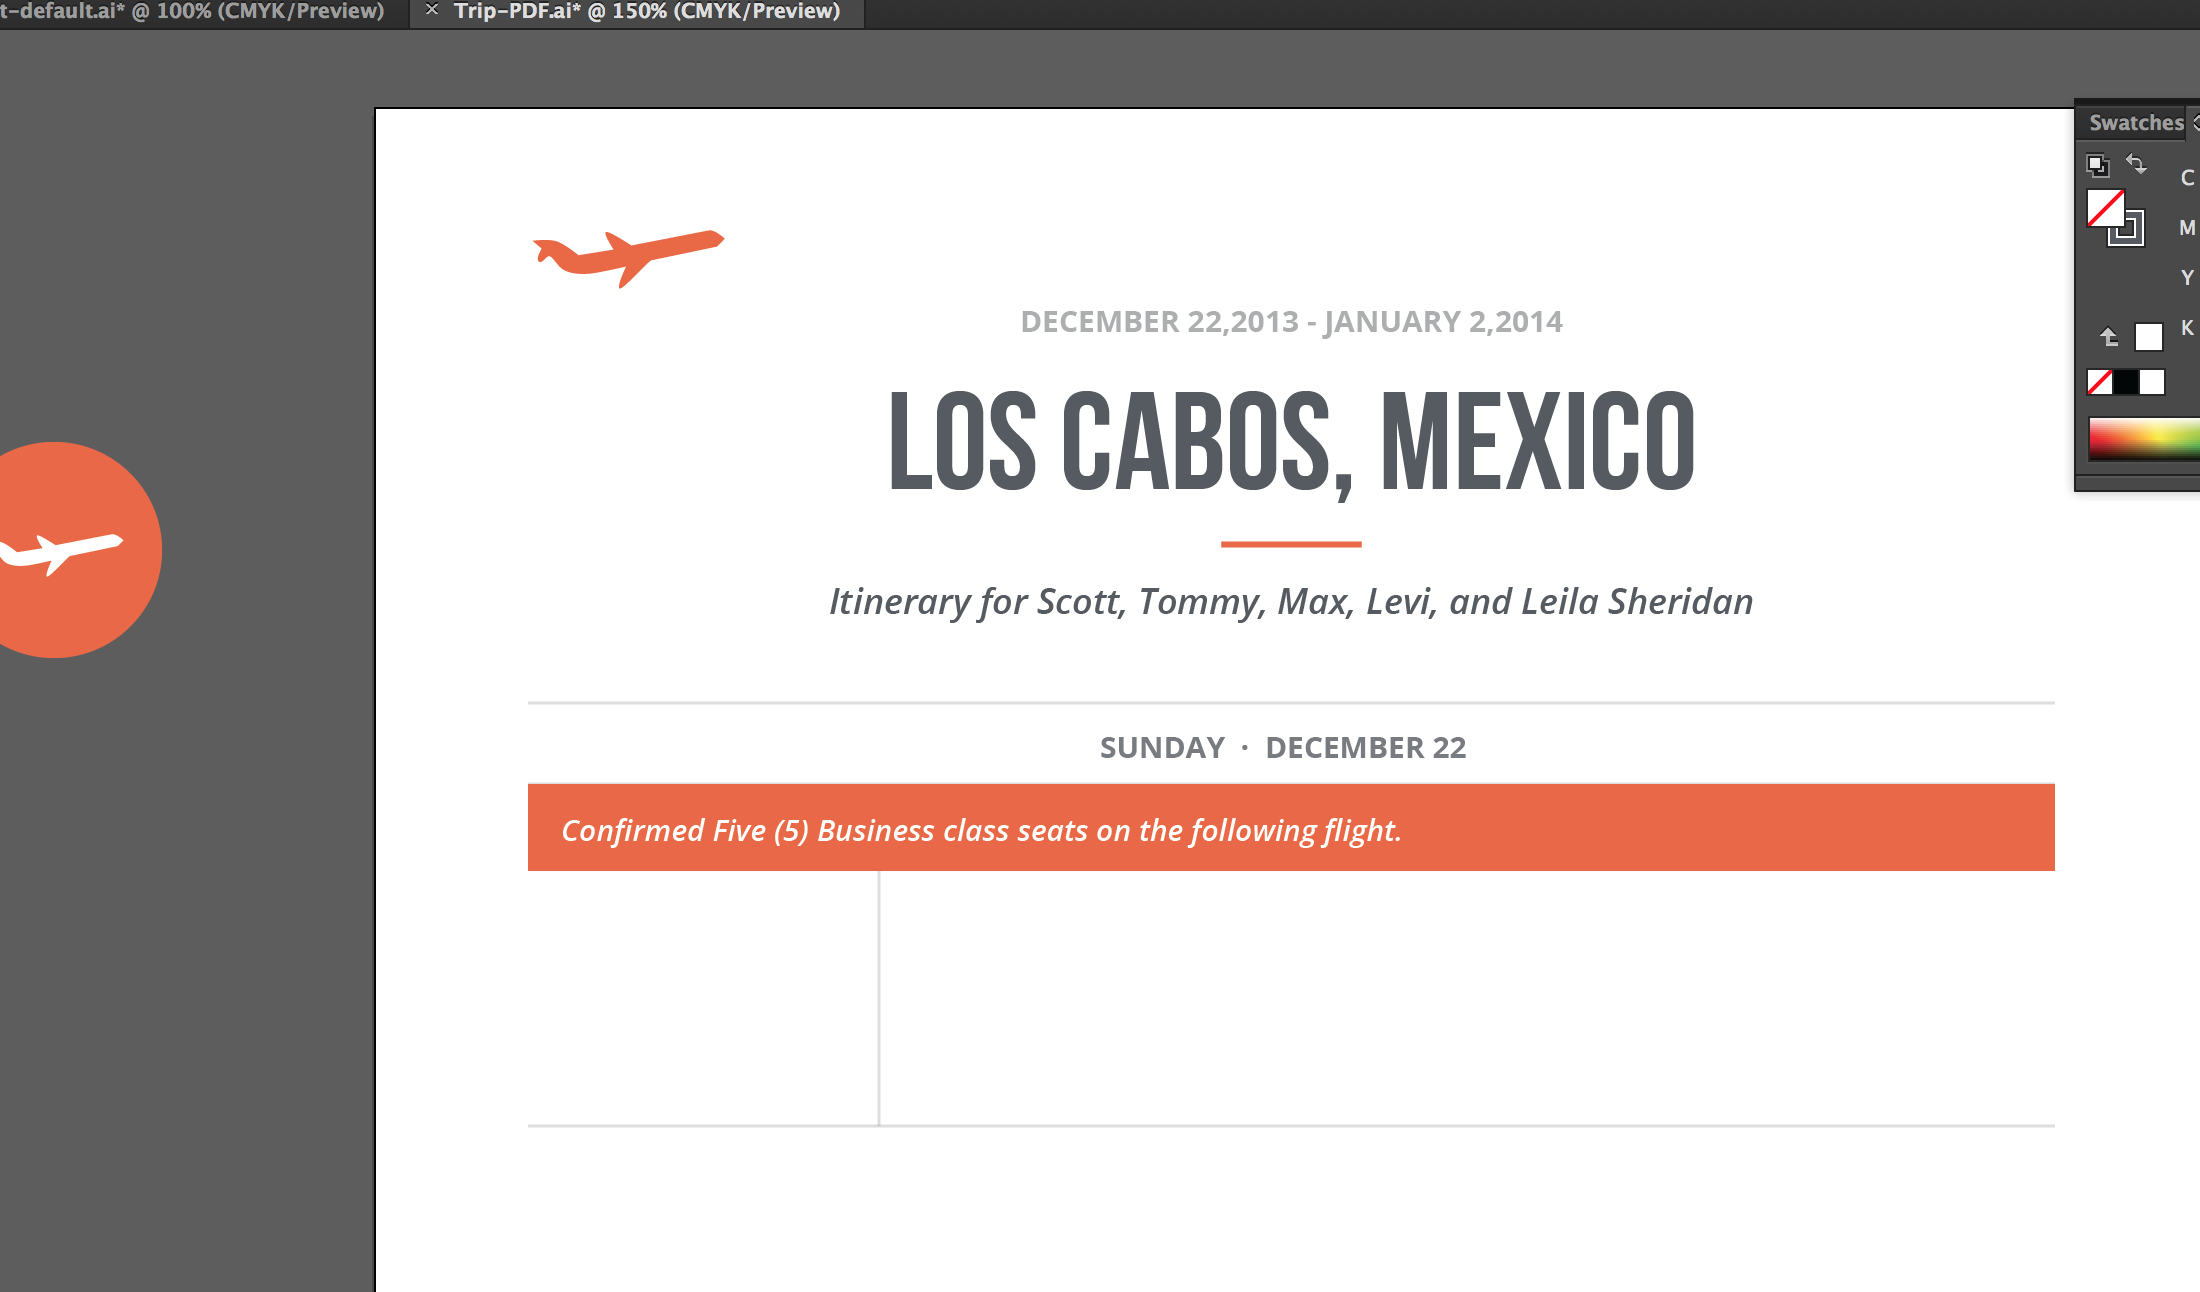 t-default.ai* @ 100% (CMYK/Preview)
× Trip-PDF.ai* @ 150% (CMYK/Preview)
Swatches
C
M
Y
K
DECEMBER 22,2013 - JANUARY 2,2014
LOS CABOS, MEXICO
Itinerary for Scott, Tommy, Max, Levi, and Leila Sheridan
SUNDAY · DECEMBER 22
Confirmed Five (5) Business class seats on the following flight.